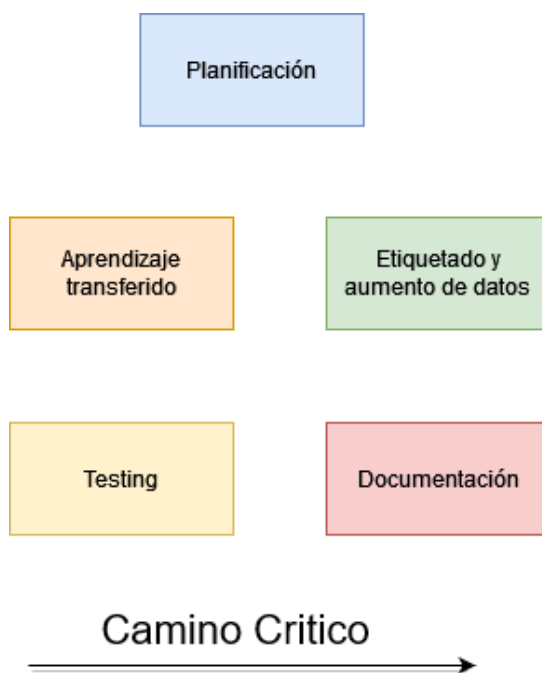 Planificación
Aprendizaje
transferido
Etiquetado y
aumento de datos
Testing
Documentación
Camino Critico